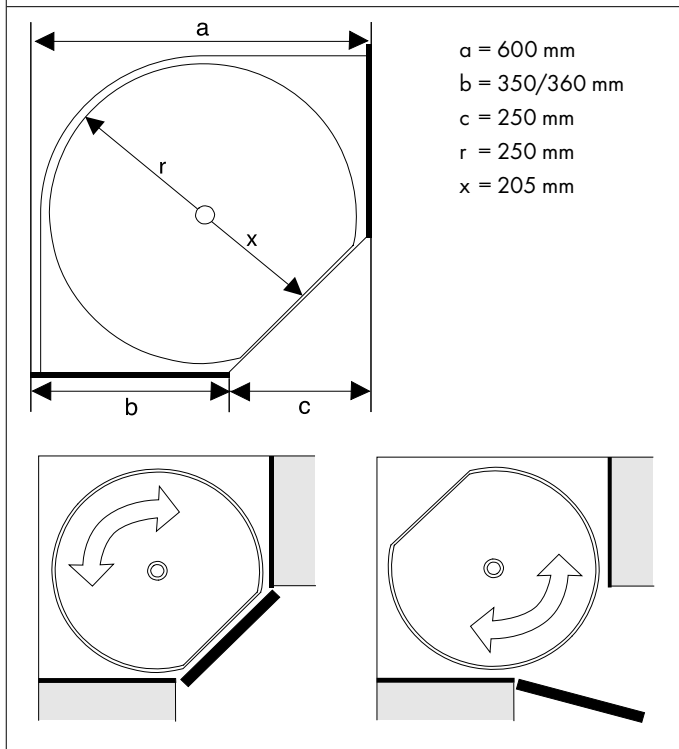 a
r
x
b
c
a = 600 mm
b = 350/360 mm
c = 250 mm
r = 250 mm
x = 205 mm